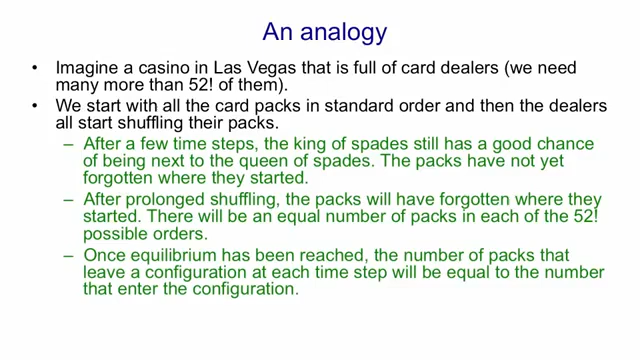 An analogy
• Imagine a casino in Las Vegas that is full of card dealers (we need
many more than 52! of them).
• We start with all the card packs in standard order and then the dealers
all start shuffling their packs.
– After a few time steps, the king of spades still has a good chance
of being next to the queen of spades. The packs have not yet
forgotten where they started.
– After prolonged shuffling, the packs will have forgotten where they
started. There will be an equal number of packs in each of the 52!
possible orders.
– Once equilibrium has been reached, the number of packs that
leave a configuration at each time step will be equal to the number
that enter the configuration.